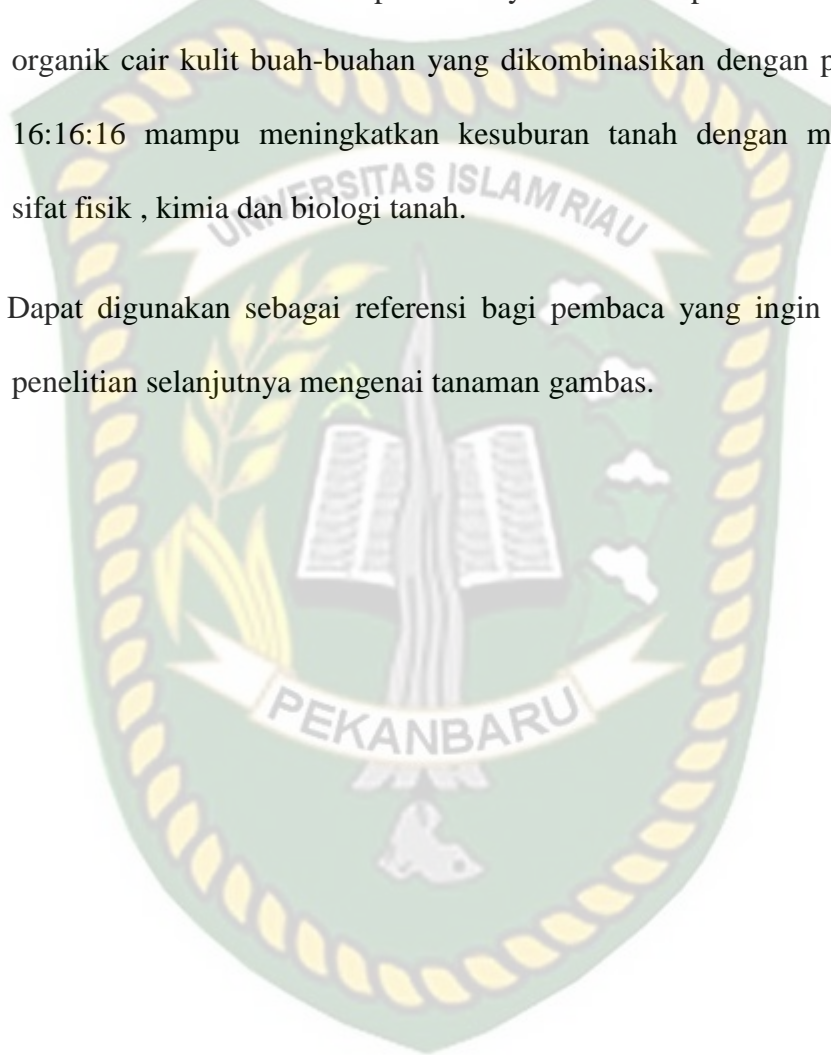 organik cair kulit buah-buahan yang dikombinasikan dengan
16:16:16 mampu meningkatkan kesuburan tanah dengan
sifat fisik , kimia dan biologi tanah.
UNIVERSITAS ISLAM RIAU
Dapat digunakan sebagai referensi bagi pembaca yang ingin
penelitian selanjutnya mengenai tanaman gambas.
PEKANBARU